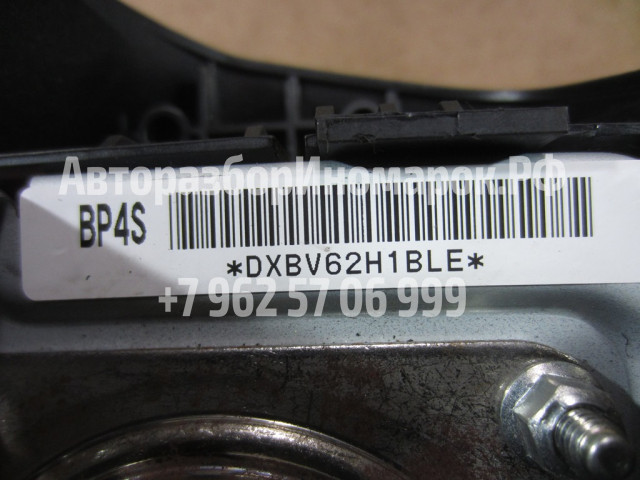 АвторазборИномарок.РФ
BP4S
*DXBV62H1BLE*
+7 962 57 06 999